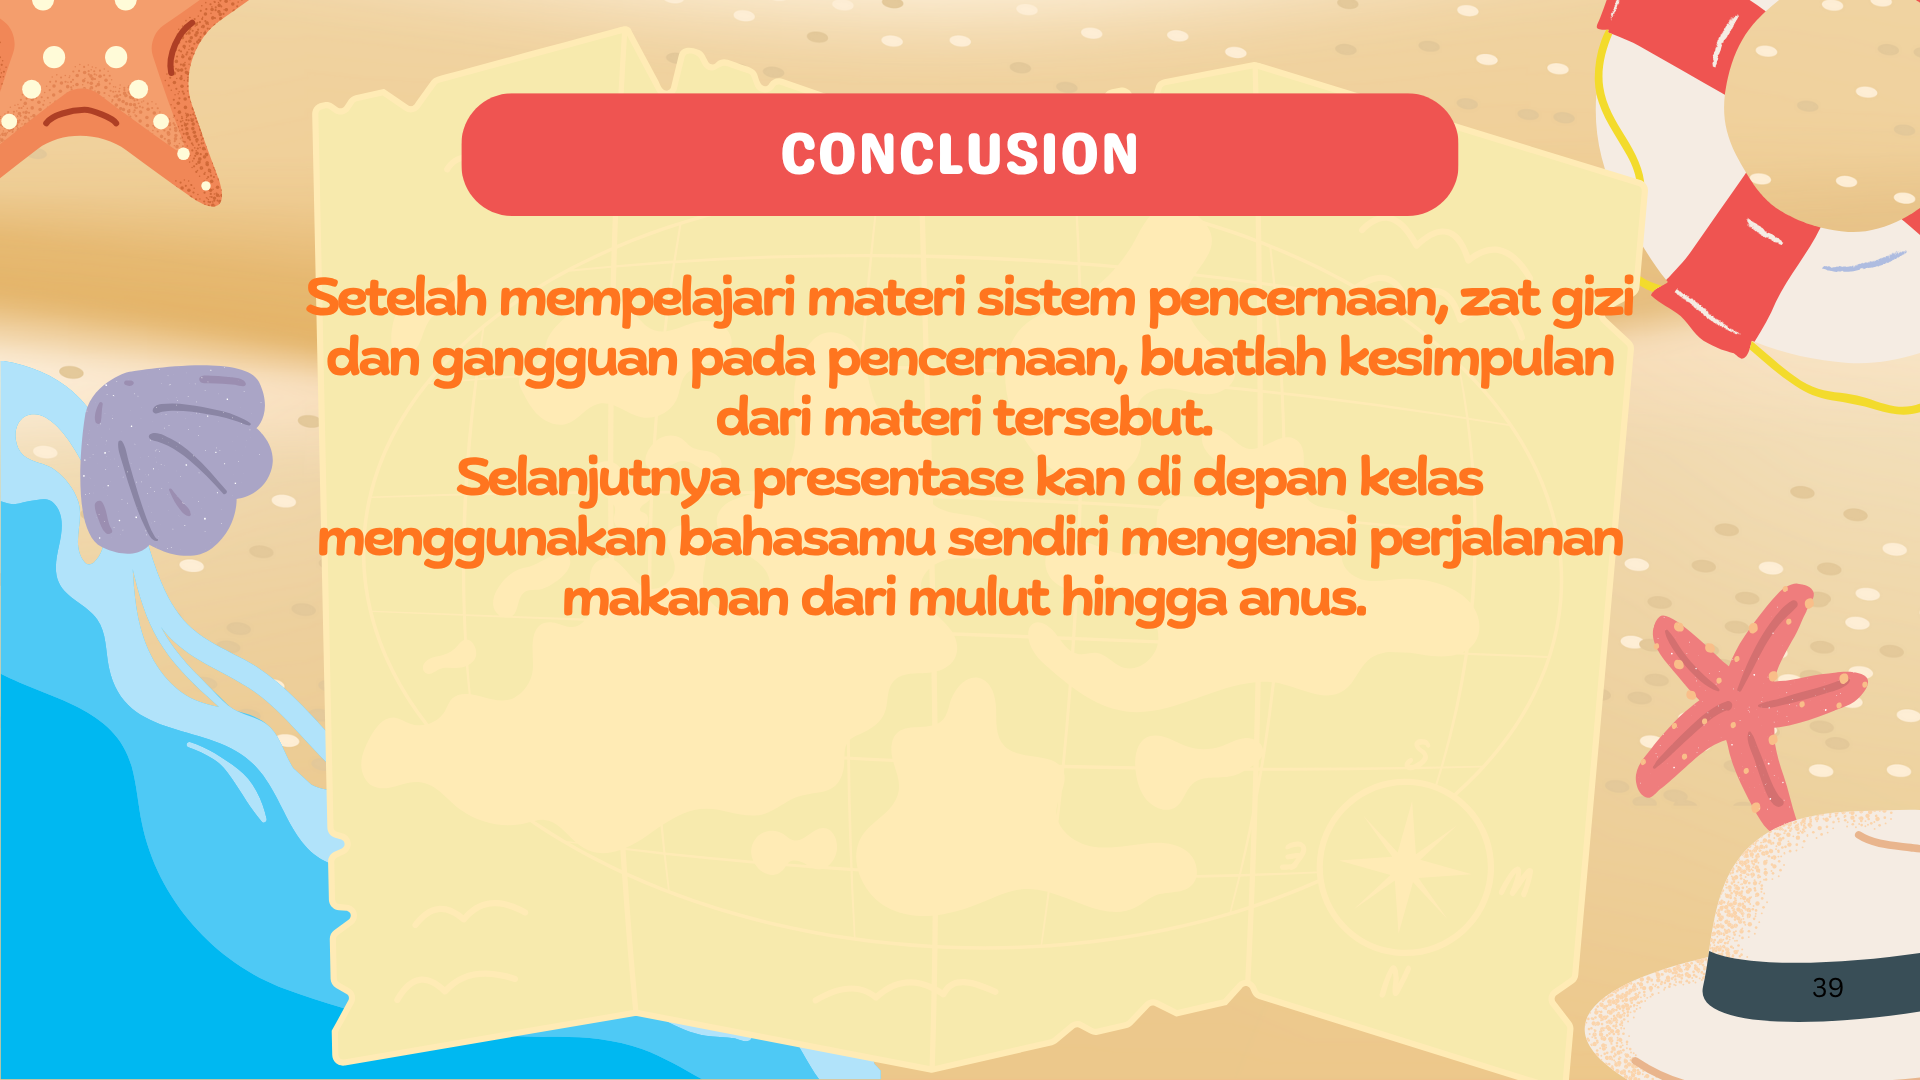 CONCLUSION
Setelah mempelajari materi sistem pencernaan, zat gizi
dan gangguan pada pencernaan, buatlah kesimpulan
dari materi tersebut.
Selanjutnya presentase kan di depan kelas
menggunakan bahasamu sendiri mengenai perjalanan
makanan dari mulut hingga anus.
S
3
M
N
39